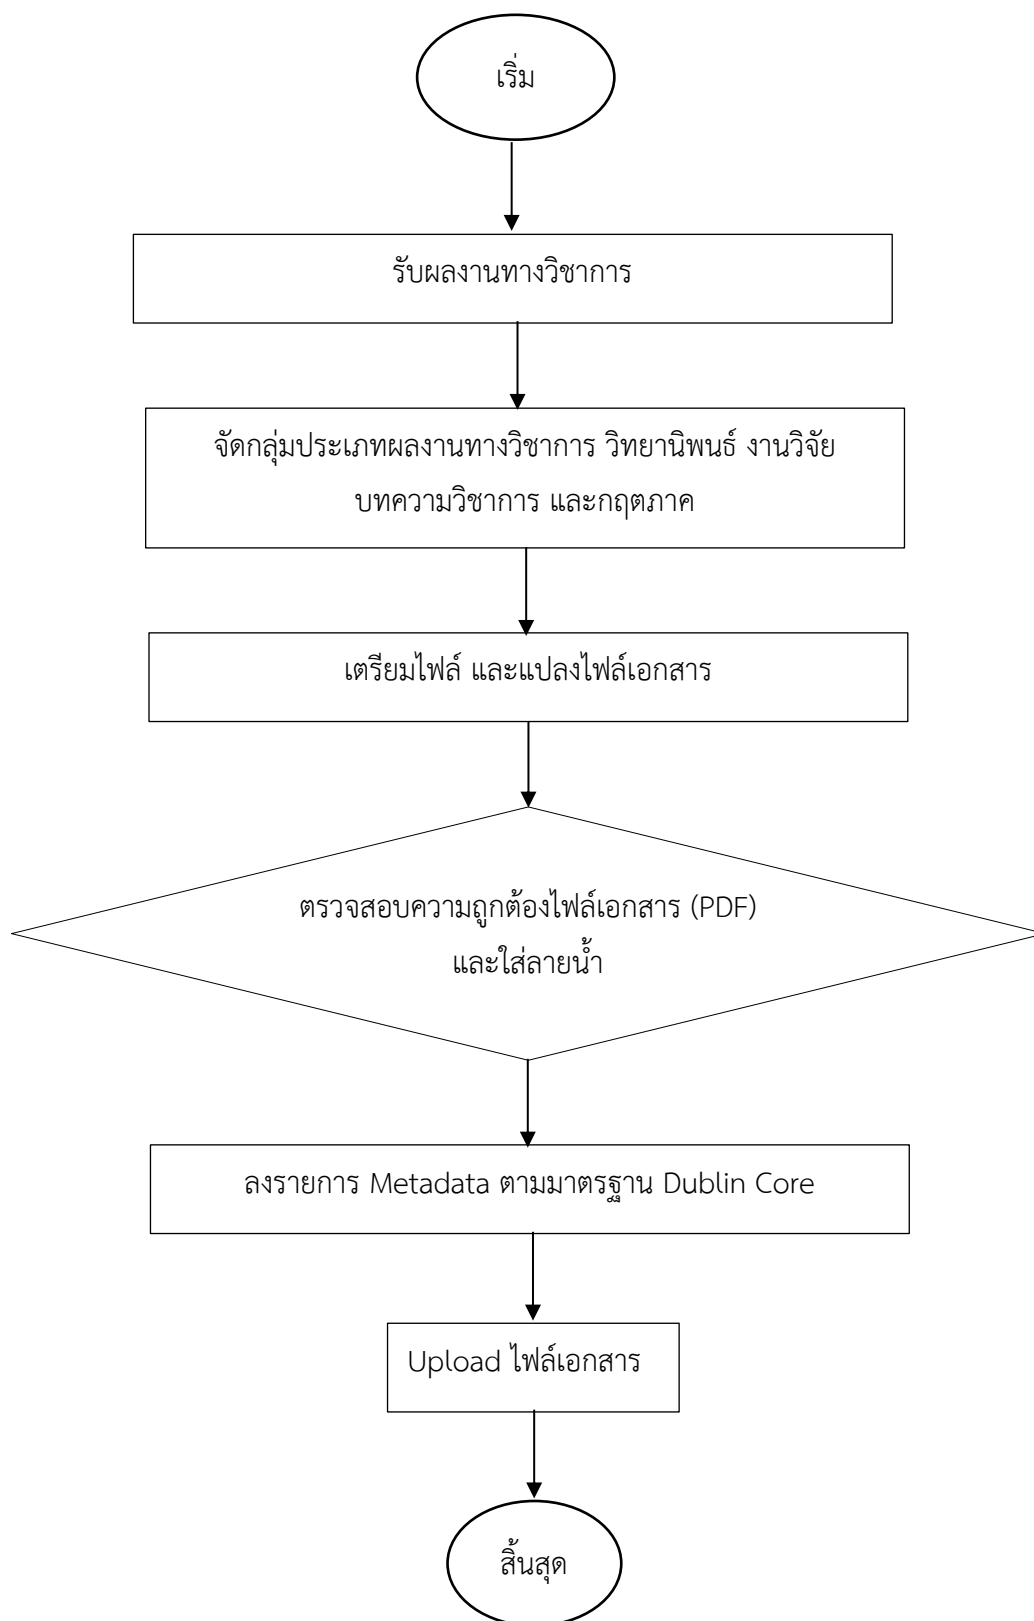 เริ่ม
รับผลงานทางวิชาการ
จัดกลุ่มประเภทผลงานทางวิชาการ วิทยานิพนธ์ งานวิจัย
บทความวิชาการ และกฤตภาค
เตรียมไฟล์ และแปลงไฟล์เอกสาร
ตรวจสอบความถูกต้องไฟล์เอกสาร (PDF)
และใส่ลายน้ำ
ลงรายการ Metadata ตามมาตรฐาน Dublin Core
Upload ไฟล์เอกสาร
สิ้นสุด